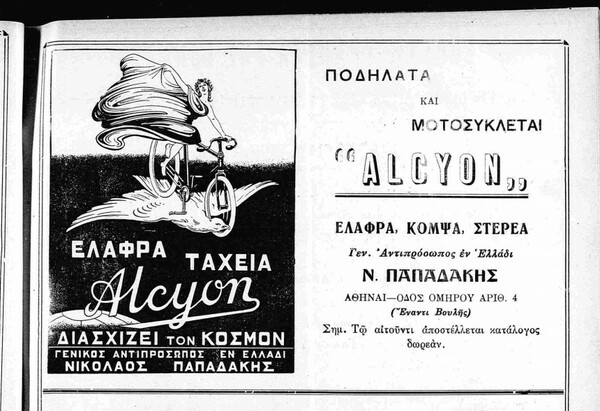 ΕΛΑΦΡΑ ΤΑΧΕΙΑ
Alcyon
ΔΙΑΣΧΙΖΕΙ ΤΟΝ ΚΟΣΜΟΝ
ΓΕΝΙΚΟΣ ΑΝΤΙΠΡΟΣΩΠΟΣ ΕΝ ΕΛΛΑΔΙ
ΝΙΚΟΛΑΟΣ ΠΑΠΑΔΑΚΗΣ
ΠΟΔΗΛΑΤΑ
ΚΑΙ
ΜΟΤΟΣΥΚΛΕΤΑΙ
“ALCYON„
ΕΛΑΦΡΑ, ΚΟΜΨΑ, ΣΤΕΡΕΑ
Γεν. Ἀντιπρόσωπος ἐν Ἑλλάδι
Ν. ΠΑΠΑΔΑΚΗΣ
ΑΘΗΝΑΙ—ΟΔΟΣ ΟΜΗΡΟΥ ΑΡΙΘ. 4
(Ἔναντι Βουλῆς)
Σημ. Τῷ αἰτοῦντι ἀποστέλλεται κατάλογος
δωρεάν.